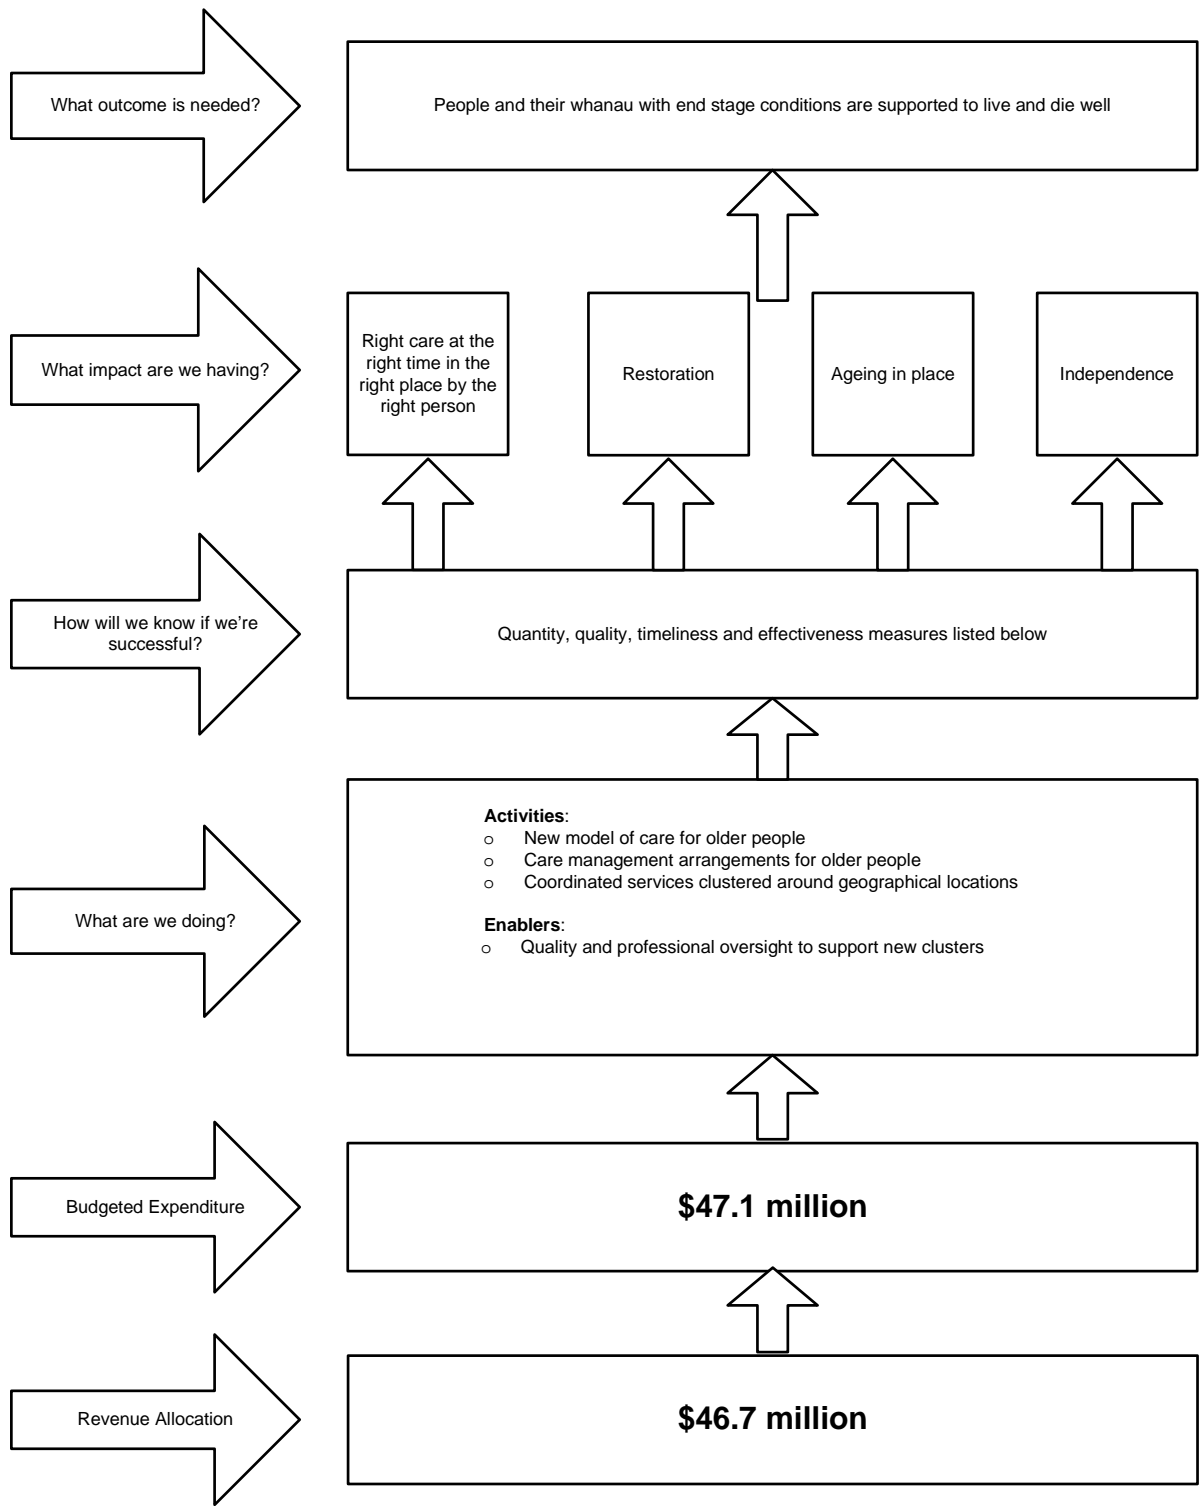 What outcome is needed?
People and their whanau with end stage conditions are supported to live and die well
What impact are we having?
Right care at the
right time in the
right place by the
right person
Restoration
Ageing in place
Independence
How will we know if we’re
successful?
Quantity, quality, timeliness and effectiveness measures listed below
What are we doing?
Activities:
o New model of care for older people
o Care management arrangements for older people
o Coordinated services clustered around geographical locations
Enablers:
o Quality and professional oversight to support new clusters
Budgeted Expenditure
$47.1 million
Revenue Allocation
$46.7 million